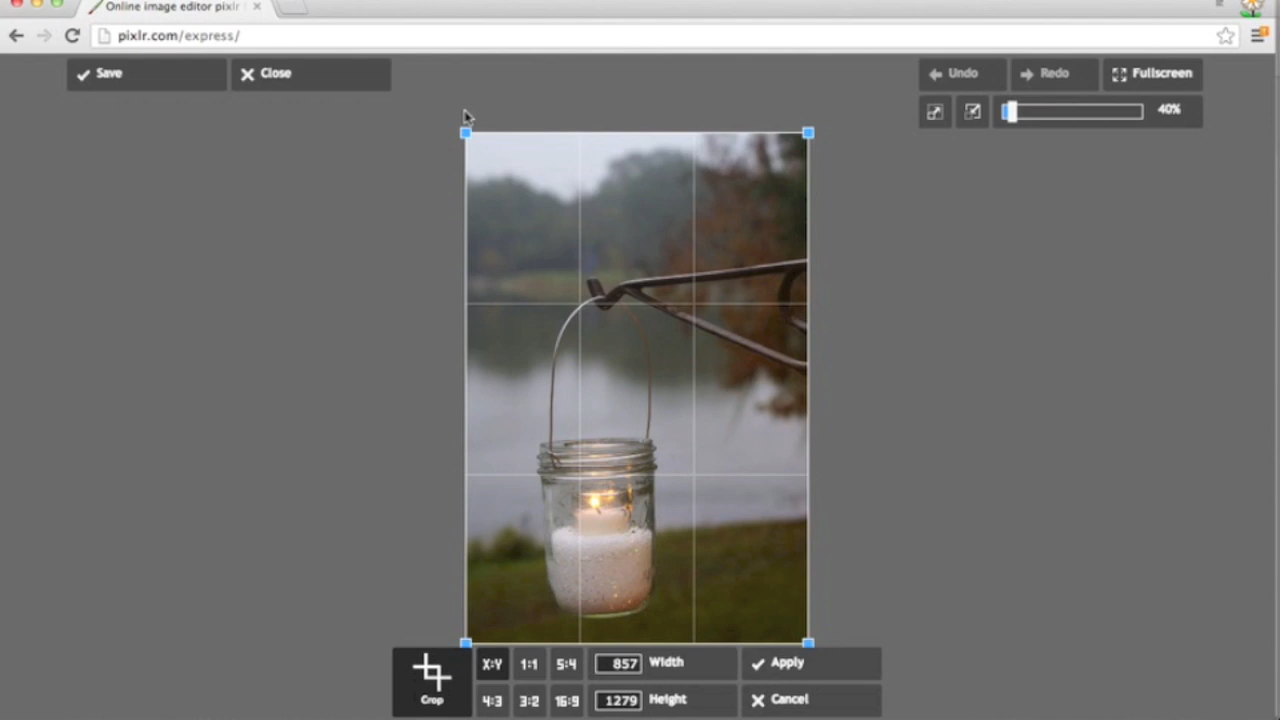 Online image editor pixlr
pixlr.com/express/
Save
Close
Undo
Redo
Fullscreen
40%
X:Y
1:1
5:4
857
Width
Apply
Crop
4:3
3:2
16:9
1279
Height
Cancel